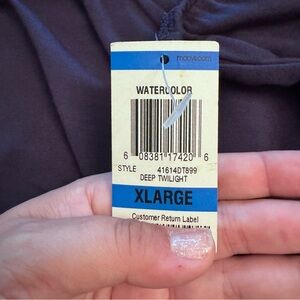 macys.com
WATERCOLOR
6 08381 17420 6
STYLE 41614DT899
DEEP TWILIGHT
XLARGE
Customer Return Label